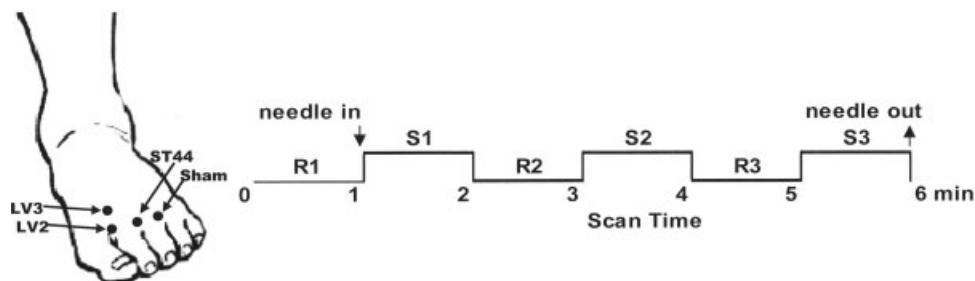 ST44
Sham
LV3
LV2
needle in
needle out
S1
S2
S3
R1
R2
R3
0
1
2
3
4
5
6 min
Scan Time